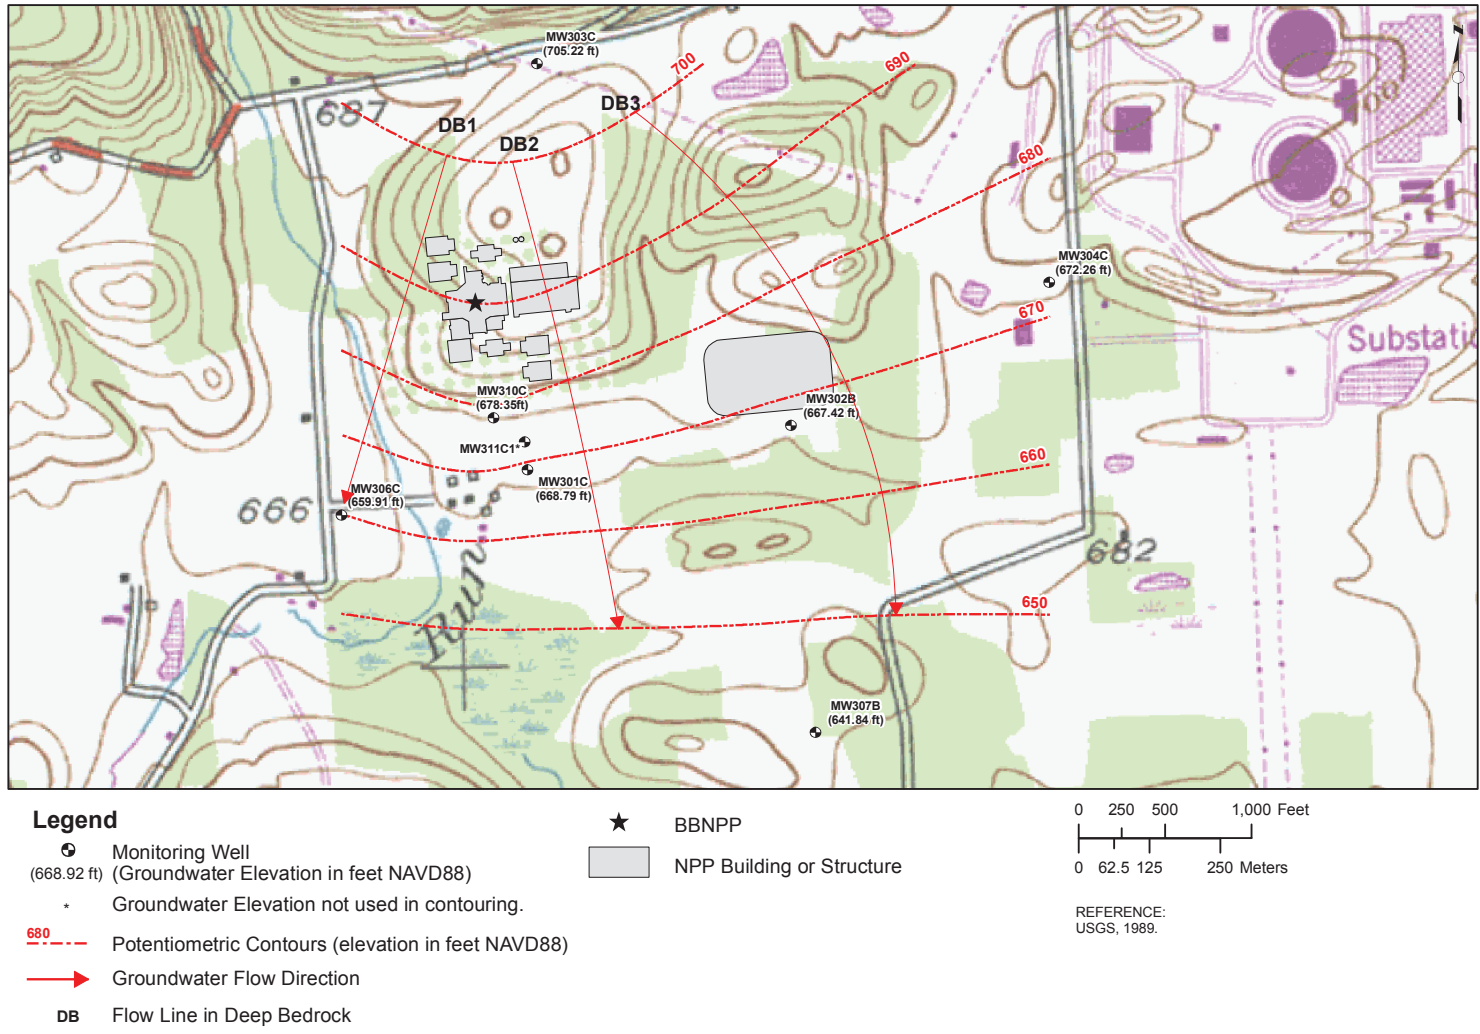 MW303C
(705.22 ft)
700
690
687
DB1
DB2
DB3
680
MW304C
(672.26 ft)
670
Substatio
MW310C
(678.35ft)
MW302B
(667.42 ft)
MW311C1*
MW301C
(668.79 ft)
660
MW306C
(659.91 ft)
666
682
Run
650
MW307B
(641.84 ft)
N
Legend
Monitoring Well
(668.92 ft) (Groundwater Elevation in feet NAVD88)
* Groundwater Elevation not used in contouring.
680
Potentiometric Contours (elevation in feet NAVD88)
Groundwater Flow Direction
DB Flow Line in Deep Bedrock
BBNPP
NPP Building or Structure
0 250 500 1,000 Feet
0 62.5 125 250 Meters
REFERENCE:
USGS, 1989.